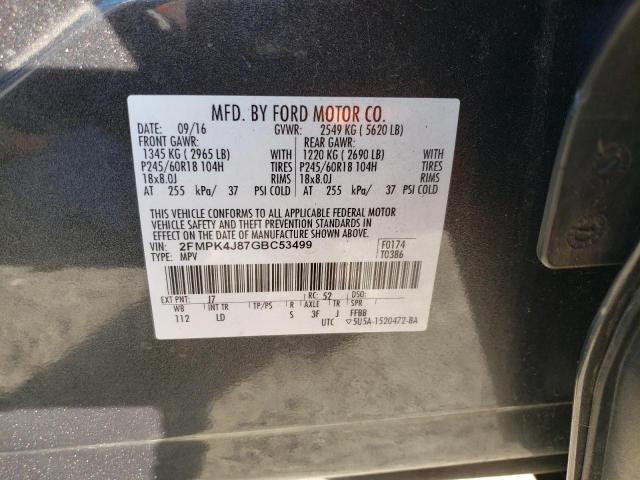 MFD. BY FORD MOTOR CO.
DATE: 09/16 GVWR: 2549 KG ( 5620 LB)
FRONT GAWR: REAR GAWR:
1345 KG ( 2965 LB) WITH 1220 KG ( 2690 LB) WITH
P245/60R18 104H TIRES P245/60R18 104H TIRES
18x8.0J RIMS 18x8.0J RIMS
AT 255 kPa/ 37 PSI COLD AT 255 kPa/ 37 PSI COLD
THIS VEHICLE CONFORMS TO ALL APPLICABLE FEDERAL MOTOR
VEHICLE SAFETY AND THEFT PREVENTION STANDARDS IN EFFECT
ON THE DATE OF MANUFACTURE SHOWN ABOVE.
VIN: 2FMPK4J87GBC53499 F0174
TYPE: MPV T0386
EXT PNT: J7 RC: 52 DSO:
WB INT TR TP/PS R AXLE TR SPR
112 LD S 3F J FFBB
UTC ▽5U5A-1520472-BA